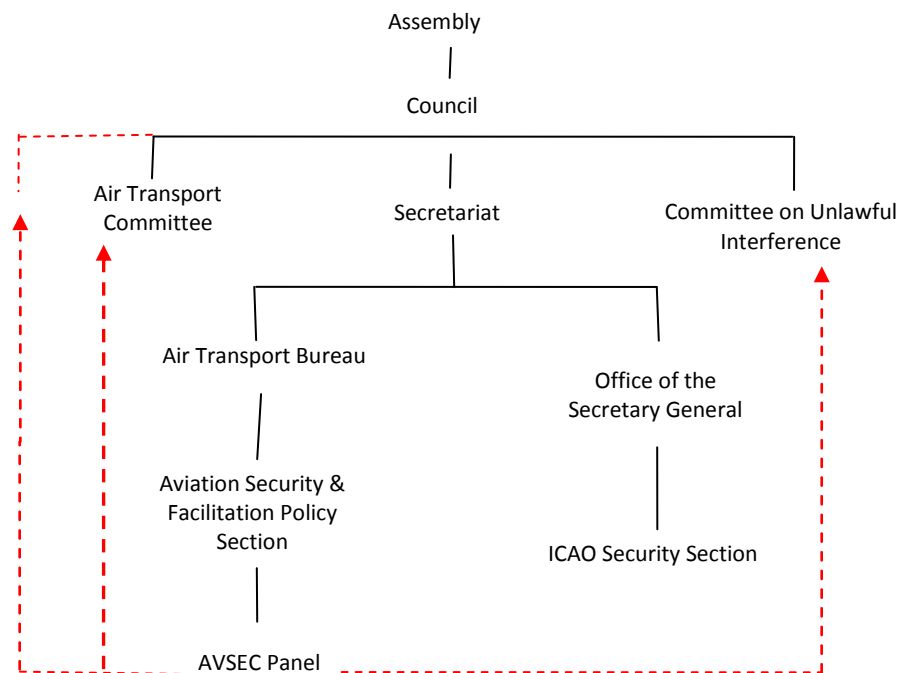 Assembly
Council
Air Transport
Committee
Secretariat
Committee on Unlawful
Interference
Air Transport Bureau
Office of the
Secretary General
Aviation Security &
Facilitation Policy
Section
ICAO Security Section
AVSEC Panel